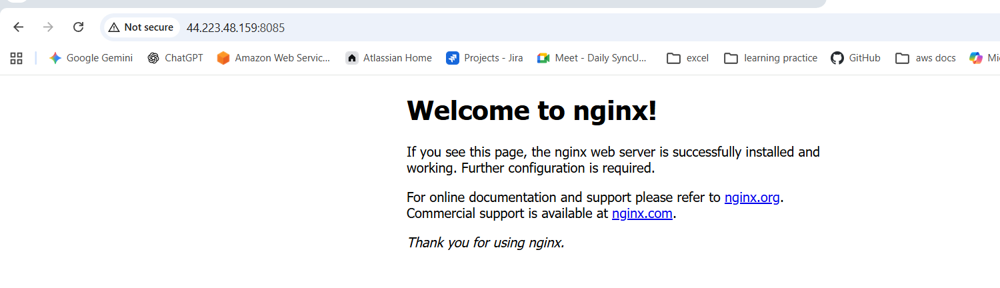 Not secure 44.223.48.159:8085
Google Gemini ChatGPT Amazon Web Servic... Atlassian Home Projects - Jira Meet - Daily SyncU... excel learning practice GitHub aws docs Mi
Welcome to nginx!
If you see this page, the nginx web server is successfully installed and
working. Further configuration is required.
For online documentation and support please refer to nginx.org.
Commercial support is available at nginx.com.
Thank you for using nginx.